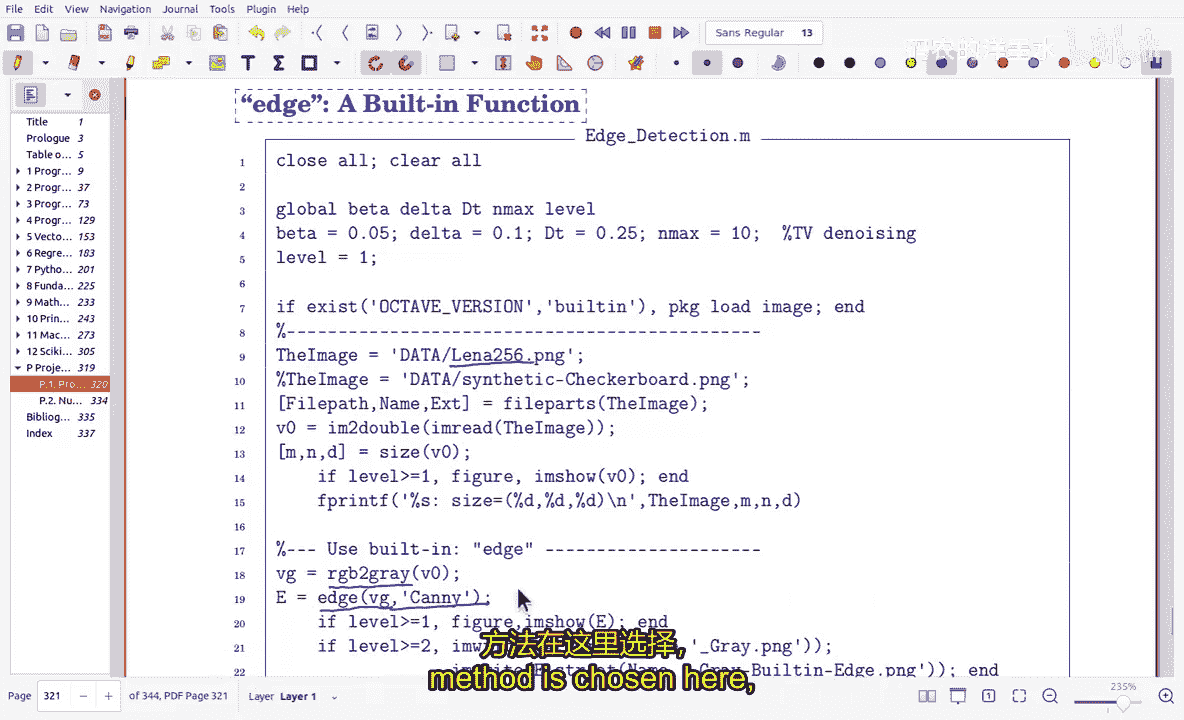 File Edit View Navigation Journal Tools Plugin Help
Sans Regular 13
Title 1
Prologue 3
Table o... 5
1 Progr... 9
2 Progr... 37
3 Progr... 73
4 Progr... 129
5 Vecto... 153
6 Regre... 183
7 Pytho... 201
8 Funda... 225
9 Math... 233
10 Prin... 243
11 Mac... 273
12 Sciki... 305
P Proje... 319
P.1. Pro... 320
P.2. Nu... 334
Bibliog... 335
Index 337
“edge”: A Built-in Function
Edge_Detection.m
1 close all; clear all
2
3 global beta delta Dt nmax level
4 beta = 0.05; delta = 0.1; Dt = 0.25; nmax = 10; %TV denoising
5 level = 1;
6
7 if exist('OCTAVE_VERSION','builtin'), pkg load image; end
8 %----------------------------------------------
9 TheImage = 'DATA/Lena256.png';
10 %TheImage = 'DATA/synthetic-Checkerboard.png';
11 [Filepath,Name,Ext] = fileparts(TheImage);
12 v0 = im2double(imread(TheImage));
13 [m,n,d] = size(v0);
14 if level>=1, figure, imshow(v0); end
15 fprintf('%s: size=(%d,%d,%d)\n',TheImage,m,n,d)
16
17 %--- Use built-in: "edge" ---------------------
18 vg = rgb2gray(v0);
19 E = edge(vg,'Canny');
20 if level>=1, figure,imshow(E); end
21 if level>=2, '_Gray.png'));
22 Builtin-Edge.png')); end
方法在这里选择,
method is chosen here,
Page 321 of 344, PDF Page 321 Layer Layer 1 235%